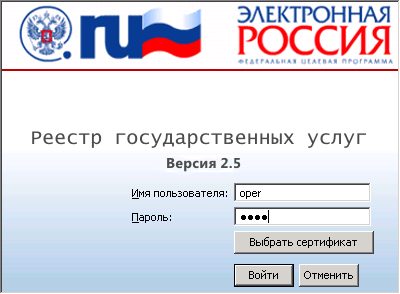 .ru
ЭЛЕКТРОННАЯ
РОССИЯ
ФЕДЕРАЛЬНАЯ ЦЕЛЕВАЯ ПРОГРАММА
Реестр государственных услуг
Версия 2.5
Имя пользователя: oper
Пароль: ●●●●
Выбрать сертификат
Войти Отменить